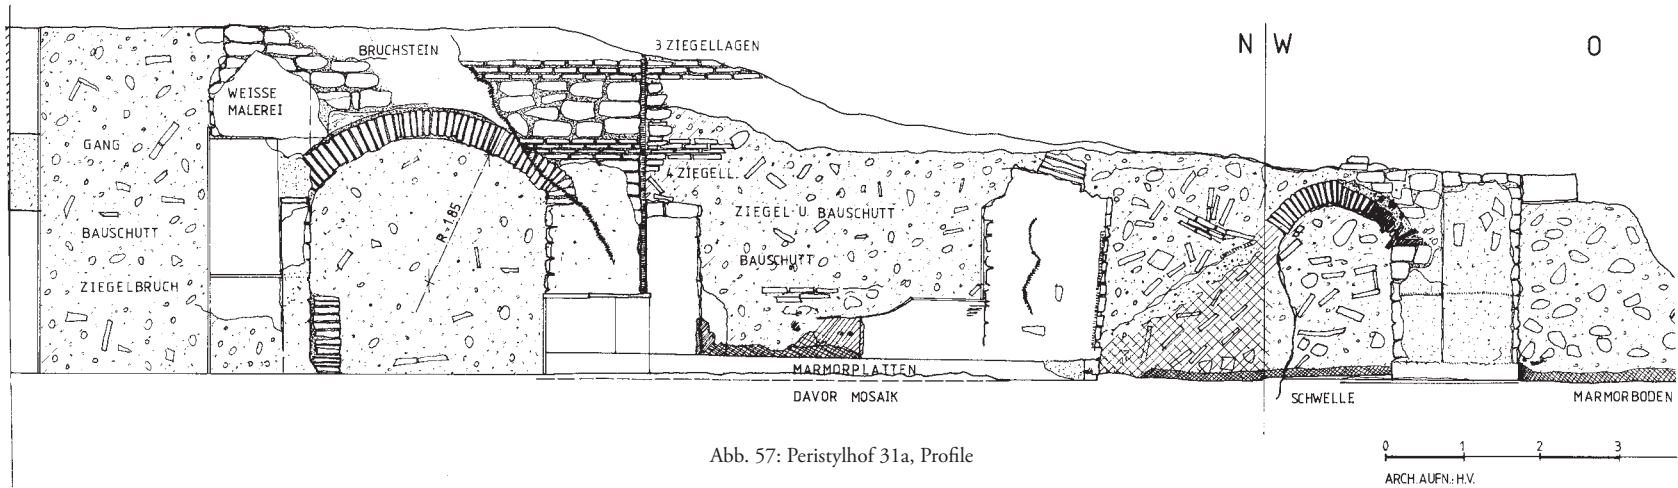 BRUCHSTEIN
3 ZIEGELLAGEN
N W O
WEISSE
MALEREI
GANG
4 ZIEGELL.
R=1.85
ZIEGEL U. BAUSCHUTT
BAUSCHUTT
BAUSCHUTT
ZIEGELBRUCH
MARMORPLATTEN
DAVOR MOSAIK
SCHWELLE
MARMORBODEN
Abb. 57: Peristylhof 31a, Profile
0 1 2 3
ARCH.AUFN.: H.V.